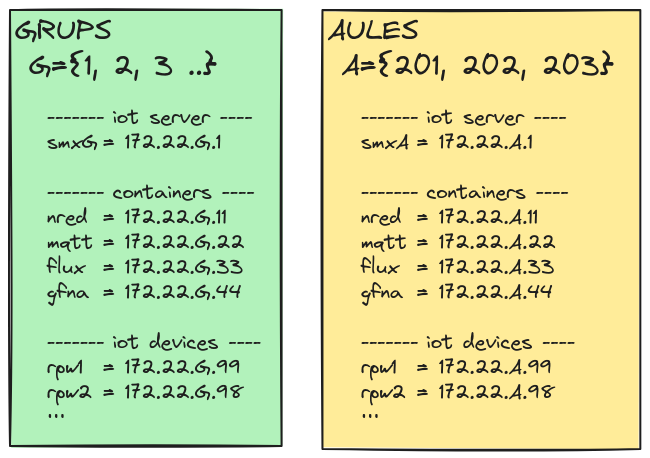 GRUPS
G={1, 2, 3 ..}
------- iot server ----
smxG = 172.22.G.1
------- containers ----
nred = 172.22.G.11
mqtt = 172.22.G.22
flux = 172.22.G.33
gfna = 172.22.G.44
------- iot devices ----
rpw1 = 172.22.G.99
rpw2 = 172.22.G.98
...
AULES
A={201, 202, 203}
------- iot server ----
smxA = 172.22.A.1
------- containers ----
nred = 172.22.A.11
mqtt = 172.22.A.22
flux = 172.22.A.33
gfna = 172.22.A.44
------- iot devices ----
rpw1 = 172.22.A.99
rpw2 = 172.22.A.98
...